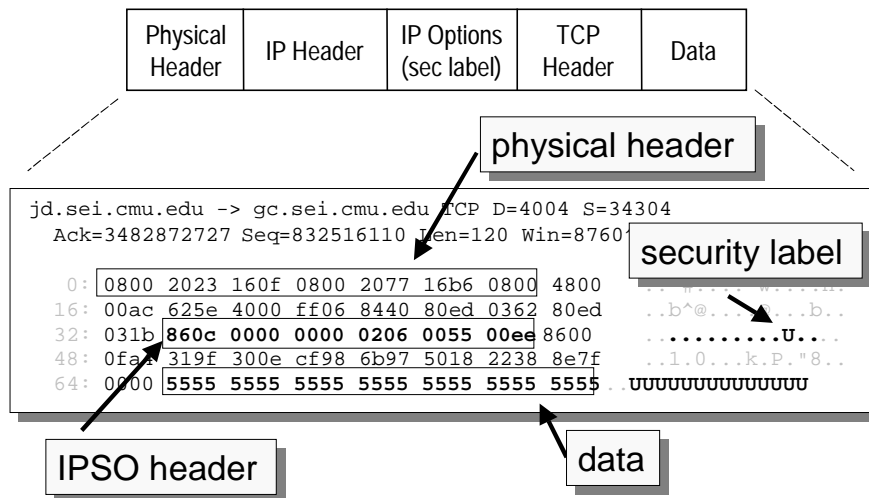 Physical Header
IP Header
IP Options (sec label)
TCP Header
Data
physical header
jd.sei.cmu.edu -> gc.sei.cmu.edu TCP D=4004 S=34304
Ack=3482872727 Seq=832516110 Len=120 Win=8760
security label
0: 0800 2023 160f 0800 2077 16b6 0800 4800
16: 00ac 625e 4000 ff06 8440 80ed 0362 80ed ..b^@.... ...b..
32: 031b 860c 0000 0000 0206 0055 00ee 8600 ...........U....
48: 0fa4 319f 300e cf98 6b97 5018 2238 8e7f ..1.0...k.P."8..
64: 0000 5555 5555 5555 5555 5555 5555 5555 ..UUUUUUUUUUUUUU
IPSO header
data